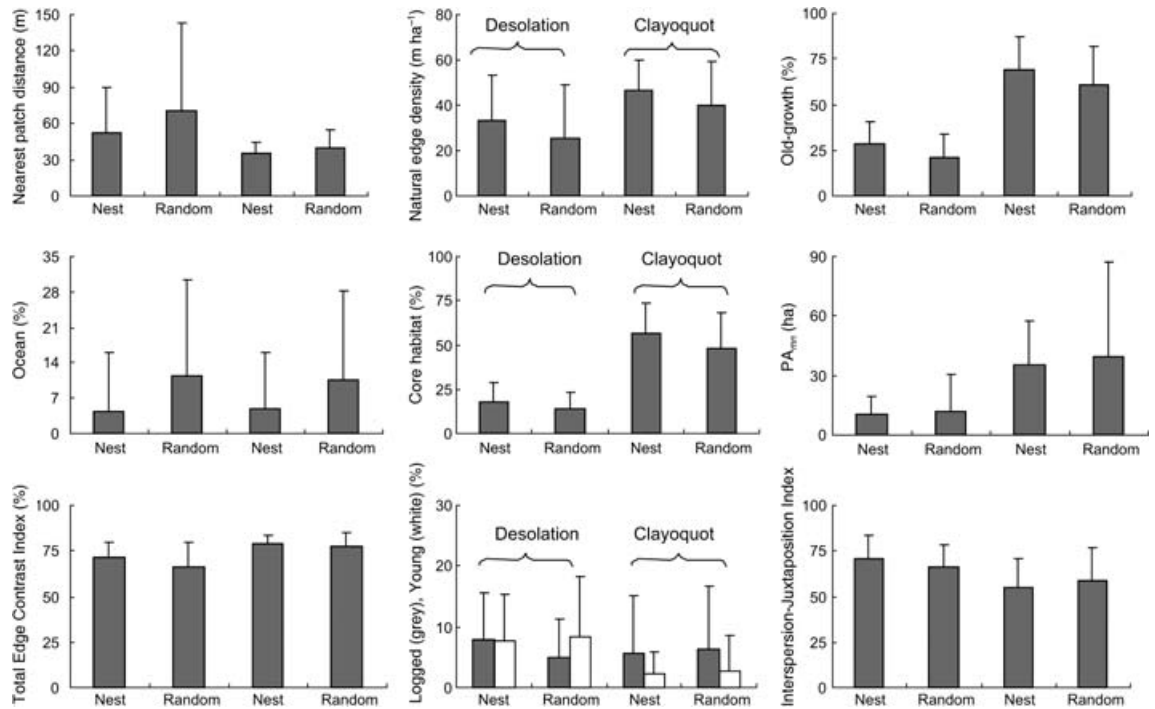 Nearest patch distance (m)
150
120
90
60
30
0
Nest Random Nest Random
Natural edge density (m ha⁻¹)
80
60
40
20
0
Desolation Clayoquot
Nest Random Nest Random
Old-growth (%)
100
75
50
25
0
Nest Random Nest Random
Ocean (%)
35
28
21
14
7
0
Nest Random Nest Random
Core habitat (%)
100
75
50
25
0
Desolation Clayoquot
Nest Random Nest Random
PAmn (ha)
90
60
30
0
Nest Random Nest Random
Total Edge Contrast Index (%)
100
75
50
25
0
Nest Random Nest Random
Logged (grey), Young (white) (%)
30
20
10
0
Desolation Clayoquot
Nest Random Nest Random
Interspersion-Juxtaposition Index
100
75
50
25
0
Nest Random Nest Random